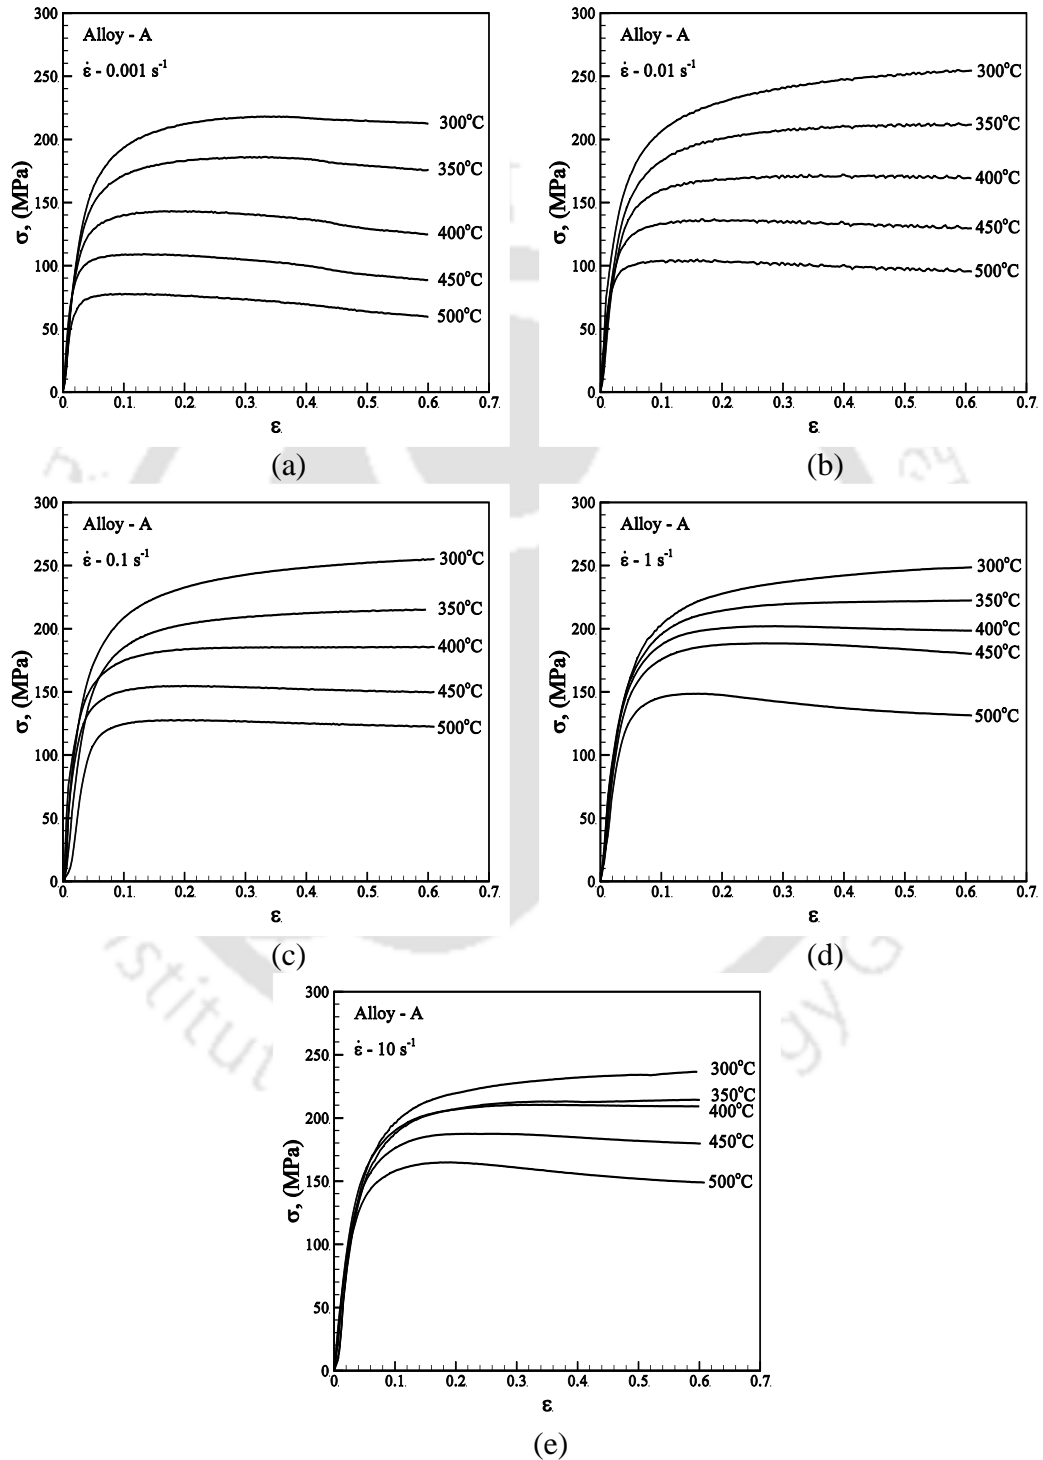 300
Alloy - A
ε̇ - 0.001 s⁻¹
250
200
150
100
50
0
σ, (MPa)
300°C
350°C
400°C
450°C
500°C
0. 0.1 0.2 0.3 0.4 0.5 0.6 0.7
ε
(a)
300
Alloy - A
ε̇ - 0.01 s⁻¹
250
200
150
100
50
0
σ, (MPa)
300°C
350°C
400°C
450°C
500°C
0 0.1 0.2 0.3 0.4 0.5 0.6 0.7
ε
(b)
300
Alloy - A
ε̇ - 0.1 s⁻¹
250
200
150
100
50
0
σ, (MPa)
300°C
350°C
400°C
450°C
500°C
0. 0.1 0.2 0.3 0.4 0.5 0.6 0.7
ε
(c)
300
Alloy - A
ε̇ - 1 s⁻¹
250
200
150
100
50
0
σ, (MPa)
300°C
350°C
400°C
450°C
500°C
0 0.1 0.2 0.3 0.4 0.5 0.6 0.7
ε
(d)
300
Alloy - A
ε̇ - 10 s⁻¹
250
200
150
100
50
0
σ, (MPa)
300°C
350°C
400°C
450°C
500°C
0. 0.1 0.2 0.3 0.4 0.5 0.6 0.7
ε
(e)